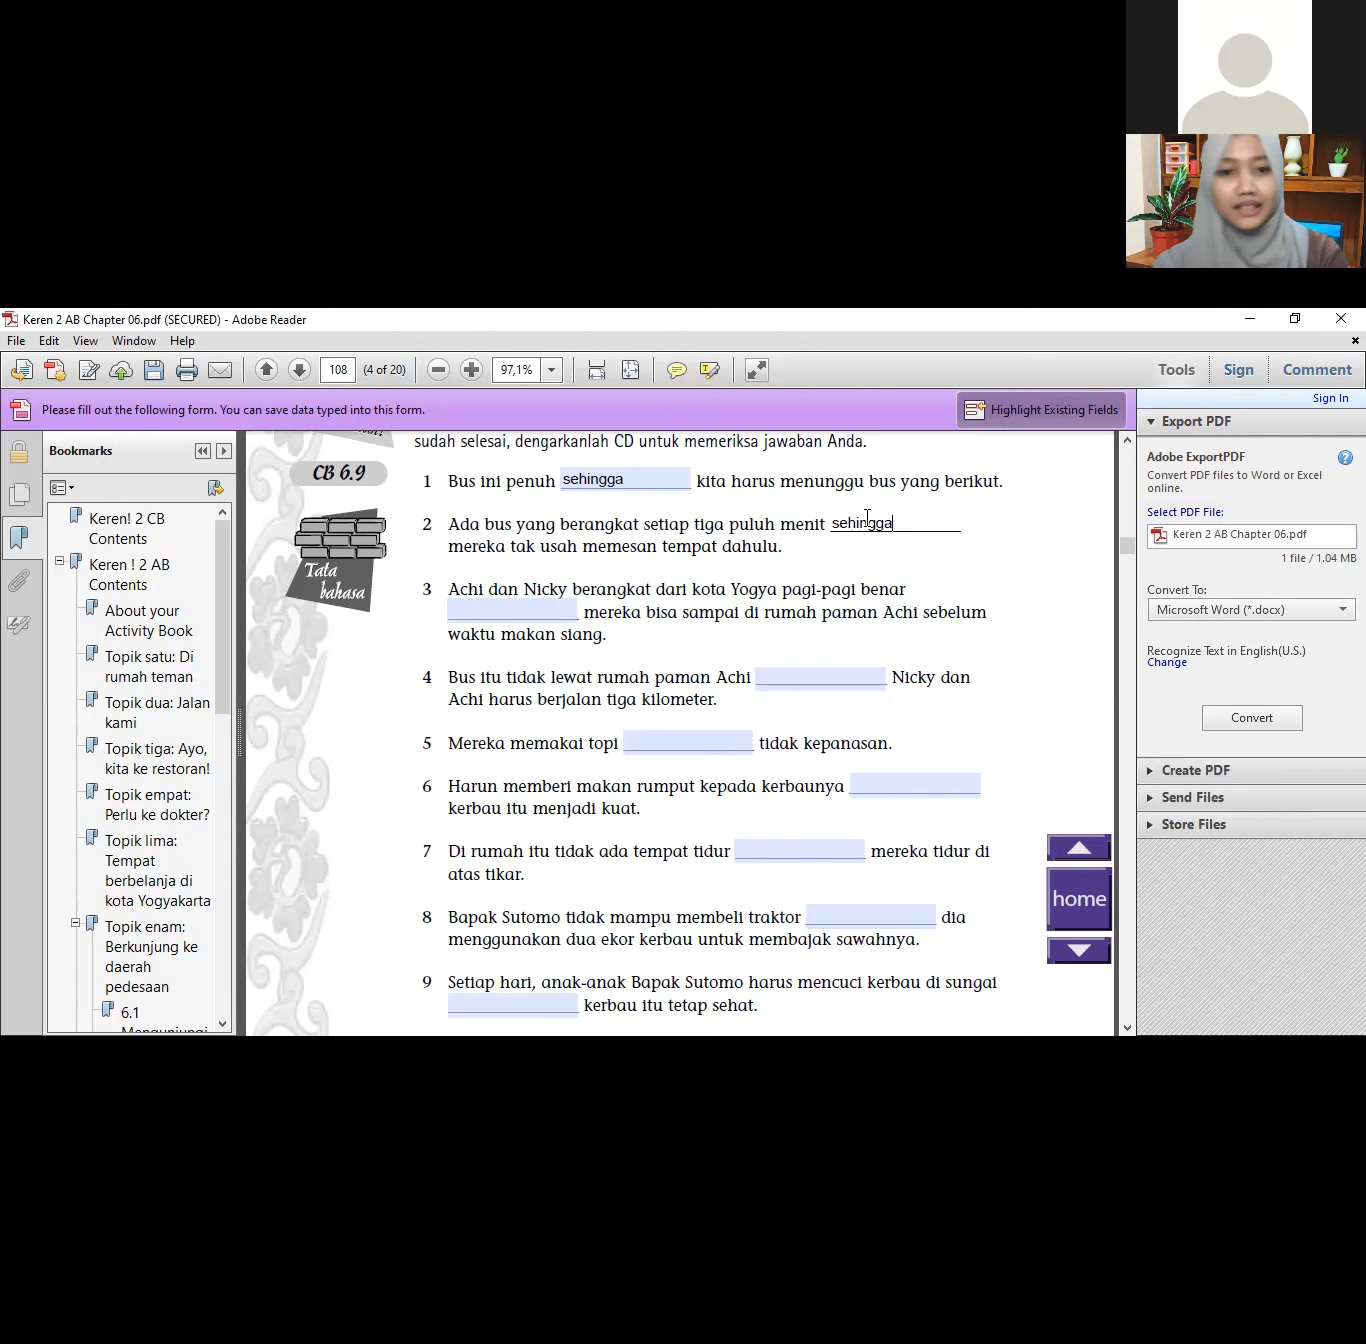 Keren 2 AB Chapter 06.pdf (SECURED) - Adobe Reader
File Edit View Window Help
108 (4 of 20) 97,1% Tools Sign Comment
Please fill out the following form. You can save data typed into this form.
Highlight Existing Fields
Sign In
Bookmarks
Keren! 2 CB
Contents
Keren ! 2 AB
Contents
About your
Activity Book
Topik satu: Di
rumah teman
Topik dua: Jalan
kami
Topik tiga: Ayo,
kita ke restoran!
Topik empat:
Perlu ke dokter?
Topik lima:
Tempat
berbelanja di
kota Yogyakarta
Topik enam:
Berkunjung ke
daerah
pedesaan
6.1
sudah selesai, dengarkanlah CD untuk memeriksa jawaban Anda.
CB 6.9
Tata
bahasa
1 Bus ini penuh sehingga kita harus menunggu bus yang berikut.
2 Ada bus yang berangkat setiap tiga puluh menit sehingga
mereka tak usah memesan tempat dahulu.
3 Achi dan Nicky berangkat dari kota Yogya pagi-pagi benar
mereka bisa sampai di rumah paman Achi sebelum
waktu makan siang.
4 Bus itu tidak lewat rumah paman Achi Nicky dan
Achi harus berjalan tiga kilometer.
5 Mereka memakai topi tidak kepanasan.
6 Harun memberi makan rumput kepada kerbaunya
kerbau itu menjadi kuat.
7 Di rumah itu tidak ada tempat tidur mereka tidur di
atas tikar.
8 Bapak Sutomo tidak mampu membeli traktor dia
menggunakan dua ekor kerbau untuk membajak sawahnya.
9 Setiap hari, anak-anak Bapak Sutomo harus mencuci kerbau di sungai
kerbau itu tetap sehat.
home
Export PDF
Adobe ExportPDF
Convert PDF files to Word or Excel
online.
Select PDF File:
Keren 2 AB Chapter 06.pdf
1 file / 1.04 MB
Convert To:
Microsoft Word (*.docx)
Recognize Text in English(U.S.)
Change
Convert
Create PDF
Send Files
Store Files